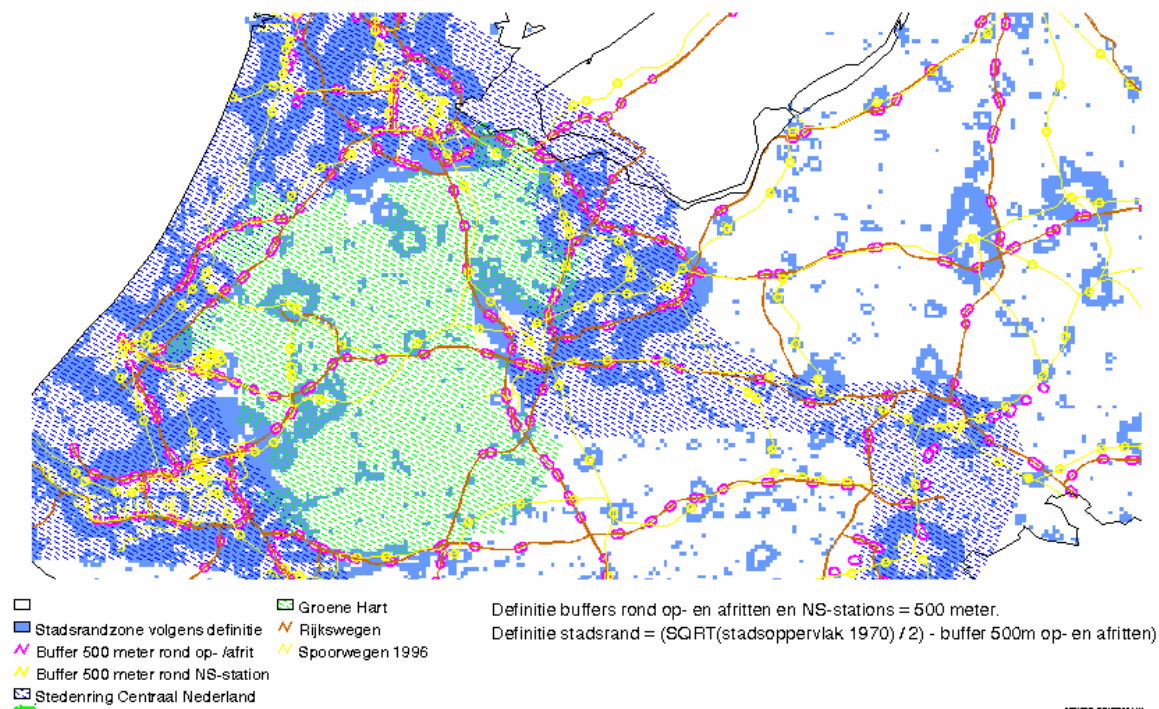 Groene Hart
Stadsrandzone volgens definitie
Rijkswegen
Buffer 500 meter rond op- /afrit
Spoorwegen 1996
Buffer 500 meter rond NS-station
Stedenring Centraal Nederland
Definitie buffers rond op- en afritten en NS-stations = 500 meter.
Definitie stadsrand = (SQRT(stadsoppervlak 1970) / 2) - buffer 500m op- en afritten)